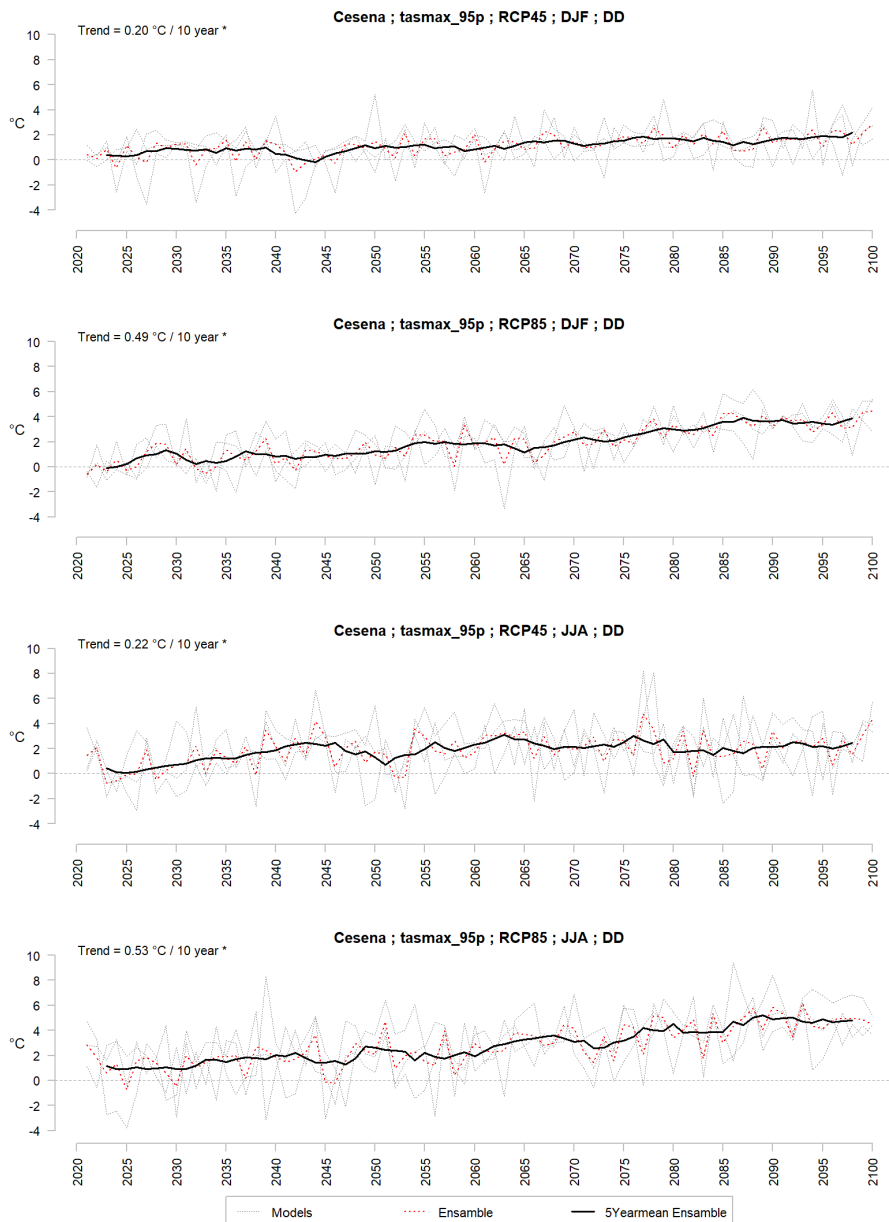 Cesena ; tasmax_95p ; RCP45 ; DJF ; DD
Trend = 0.20 °C / 10 year *
10
8
6
4
2
0
-2
-4
°C
2020 2025 2030 2035 2040 2045 2050 2055 2060 2065 2070 2075 2080 2085 2090 2095 2100
Cesena ; tasmax_95p ; RCP85 ; DJF ; DD
Trend = 0.49 °C / 10 year *
10
8
6
4
2
0
-2
-4
°C
2020 2025 2030 2035 2040 2045 2050 2055 2060 2065 2070 2075 2080 2085 2090 2095 2100
Cesena ; tasmax_95p ; RCP45 ; JJA ; DD
Trend = 0.22 °C / 10 year *
10
8
6
4
2
0
-2
-4
°C
2020 2025 2030 2035 2040 2045 2050 2055 2060 2065 2070 2075 2080 2085 2090 2095 2100
Cesena ; tasmax_95p ; RCP85 ; JJA ; DD
Trend = 0.53 °C / 10 year *
10
8
6
4
2
0
-2
-4
°C
2020 2025 2030 2035 2040 2045 2050 2055 2060 2065 2070 2075 2080 2085 2090 2095 2100
Models Ensamble 5Yearmean Ensamble